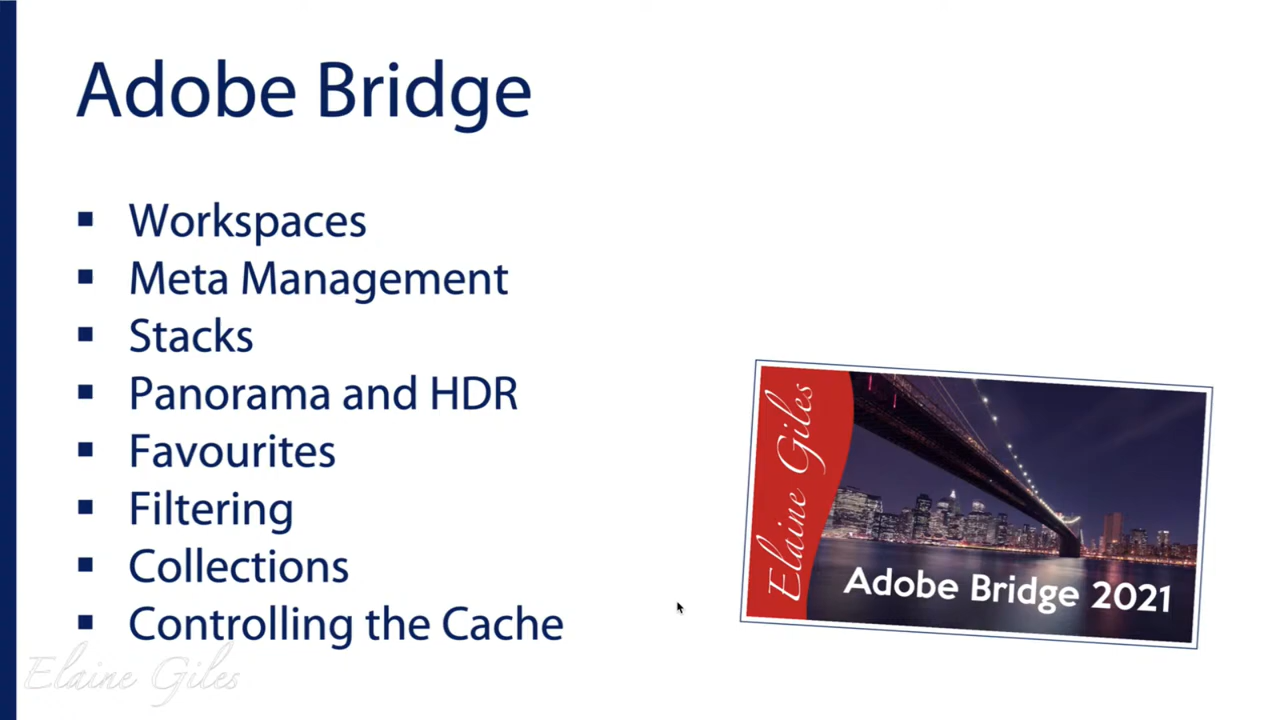 Adobe Bridge
Workspaces
Meta Management
Stacks
Panorama and HDR
Favourites
Filtering
Collections
Controlling the Cache
Elaine Giles
Adobe Bridge 2021
Elaine Giles